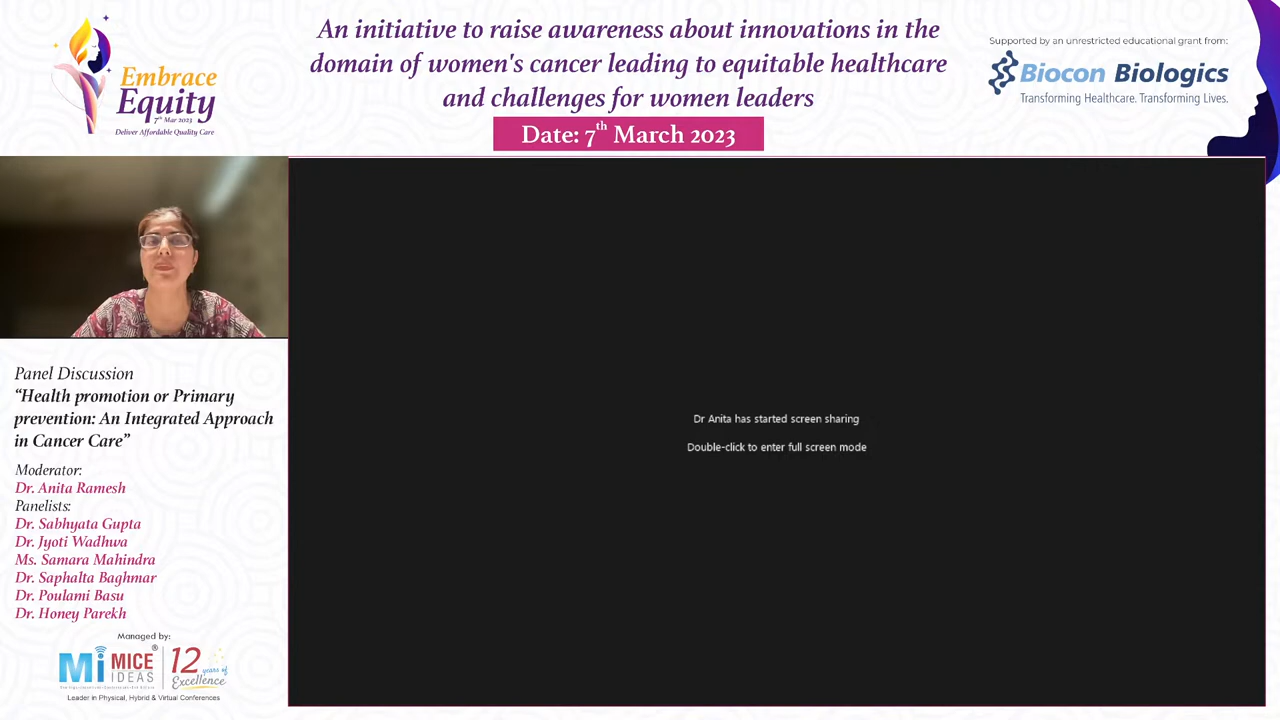 Embrace
Equity
7th Mar 2023
Deliver Affordable Quality Care
An initiative to raise awareness about innovations in the
domain of women's cancer leading to equitable healthcare
and challenges for women leaders
Date: 7th March 2023
Supported by an unrestricted educational grant from:
Biocon Biologics
Transforming Healthcare. Transforming Lives.
Panel Discussion
“Health promotion or Primary
prevention: An Integrated Approach
in Cancer Care”
Moderator:
Dr. Anita Ramesh
Panelists:
Dr. Sabhyata Gupta
Dr. Jyoti Wadhwa
Ms. Samara Mahindra
Dr. Saphalta Baghmar
Dr. Poulami Basu
Dr. Honey Parekh
Managed by:
Mi MICE IDEAS®
12 years of Excellence
Leader in Physical, Hybrid & Virtual Conferences
Dr Anita has started screen sharing
Double-click to enter full screen mode